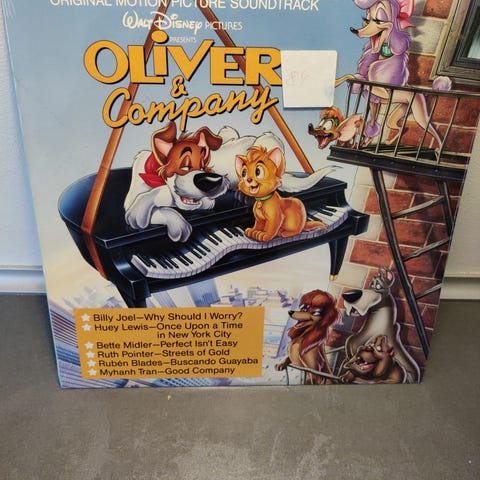 ORIGINAL MOTION PICTURE SOUNDTRACK
WALT DISNEY PICTURES
PRESENTS
OLIVER
& Company
Billy Joel—Why Should I Worry?
Huey Lewis—Once Upon a Time
in New York City
Bette Midler—Perfect Isn't Easy
Ruth Pointer—Streets of Gold
Rubén Blades—Buscando Guayaba
Myhanh Tran—Good Company